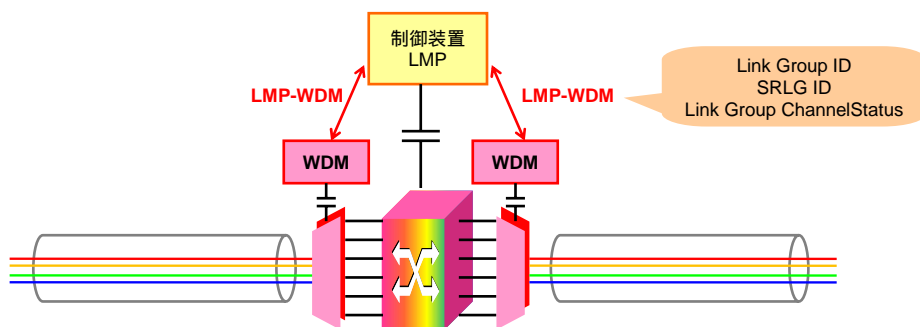 制御装置
LMP
LMP-WDM
LMP-WDM
Link Group ID
SRLG ID
Link Group ChannelStatus
WDM
WDM